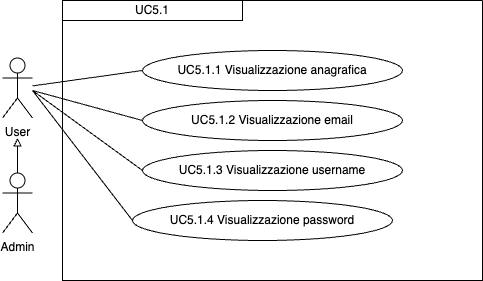 UC5.1
UC5.1.1 Visualizzazione anagrafica
UC5.1.2 Visualizzazione email
User
UC5.1.3 Visualizzazione username
UC5.1.4 Visualizzazione password
Admin